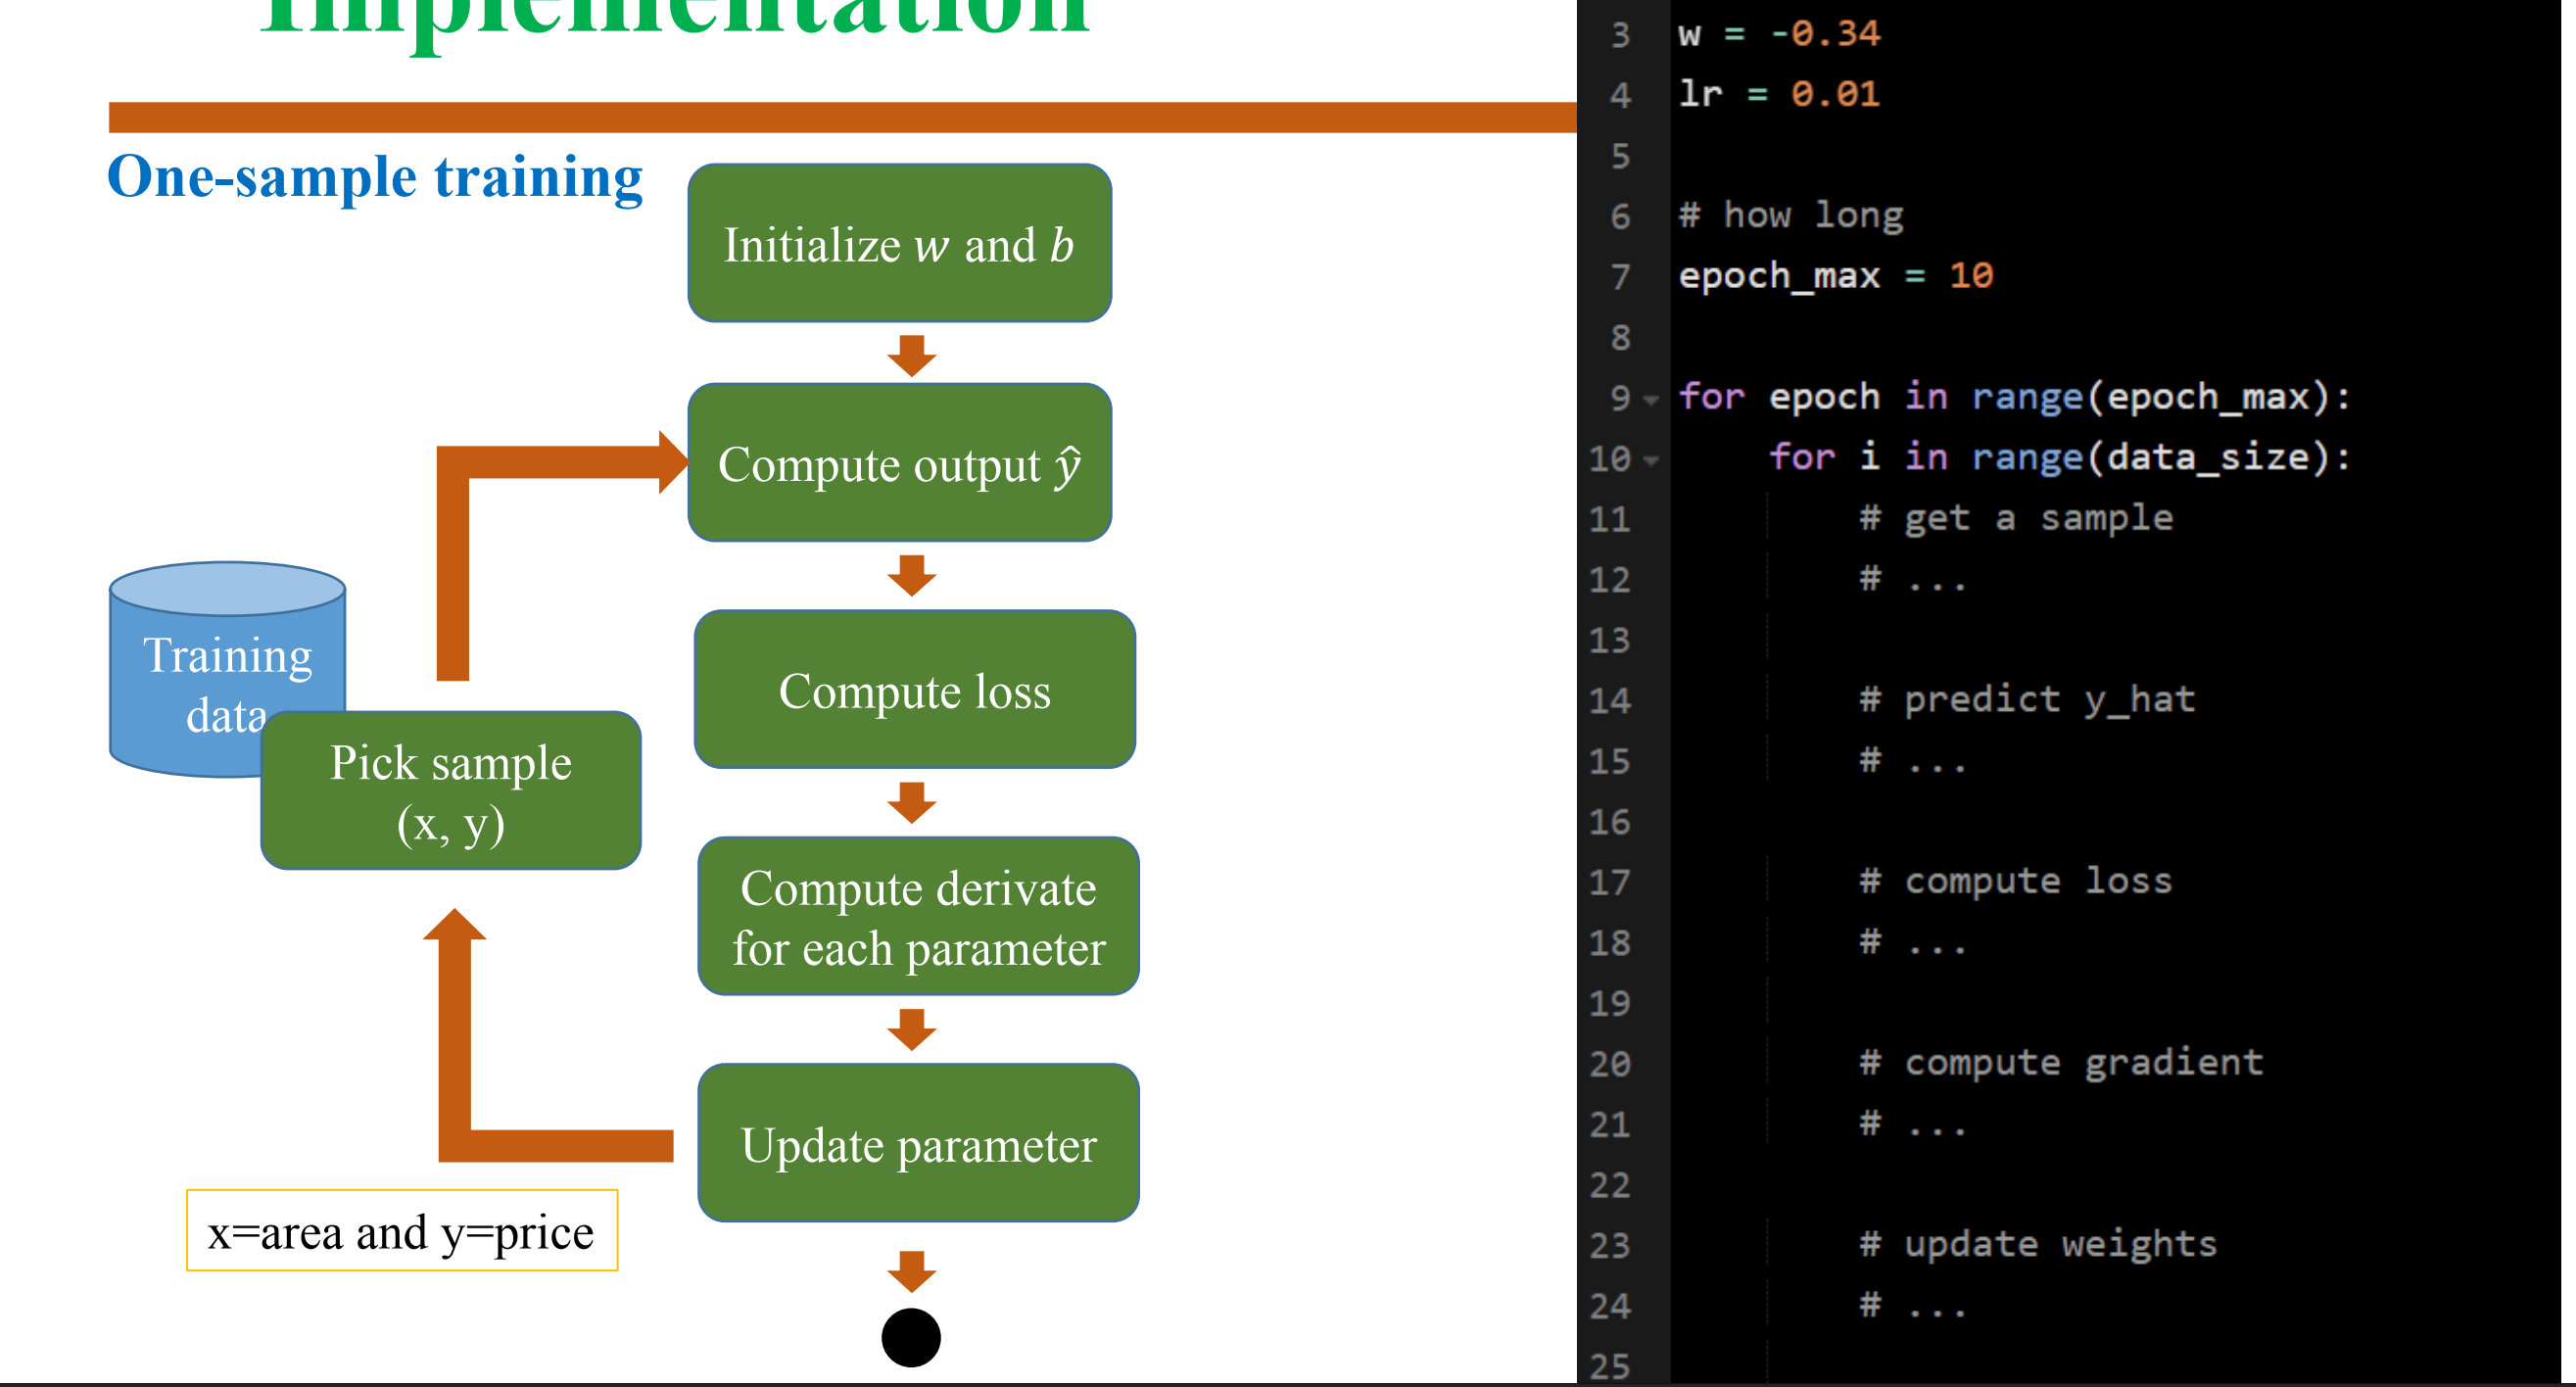 Implementation
One-sample training
Initialize w and b
Compute output ŷ
Compute loss
Training
data
Pick sample
(x, y)
Compute derivate
for each parameter
Update parameter
x=area and y=price
3 w = -0.34
4 lr = 0.01
5
6 # how long
7 epoch_max = 10
8
9 for epoch in range(epoch_max):
10 for i in range(data_size):
11 # get a sample
12 # ...
13
14 # predict y_hat
15 # ...
16
17 # compute loss
18 # ...
19
20 # compute gradient
21 # ...
22
23 # update weights
24 # ...
25